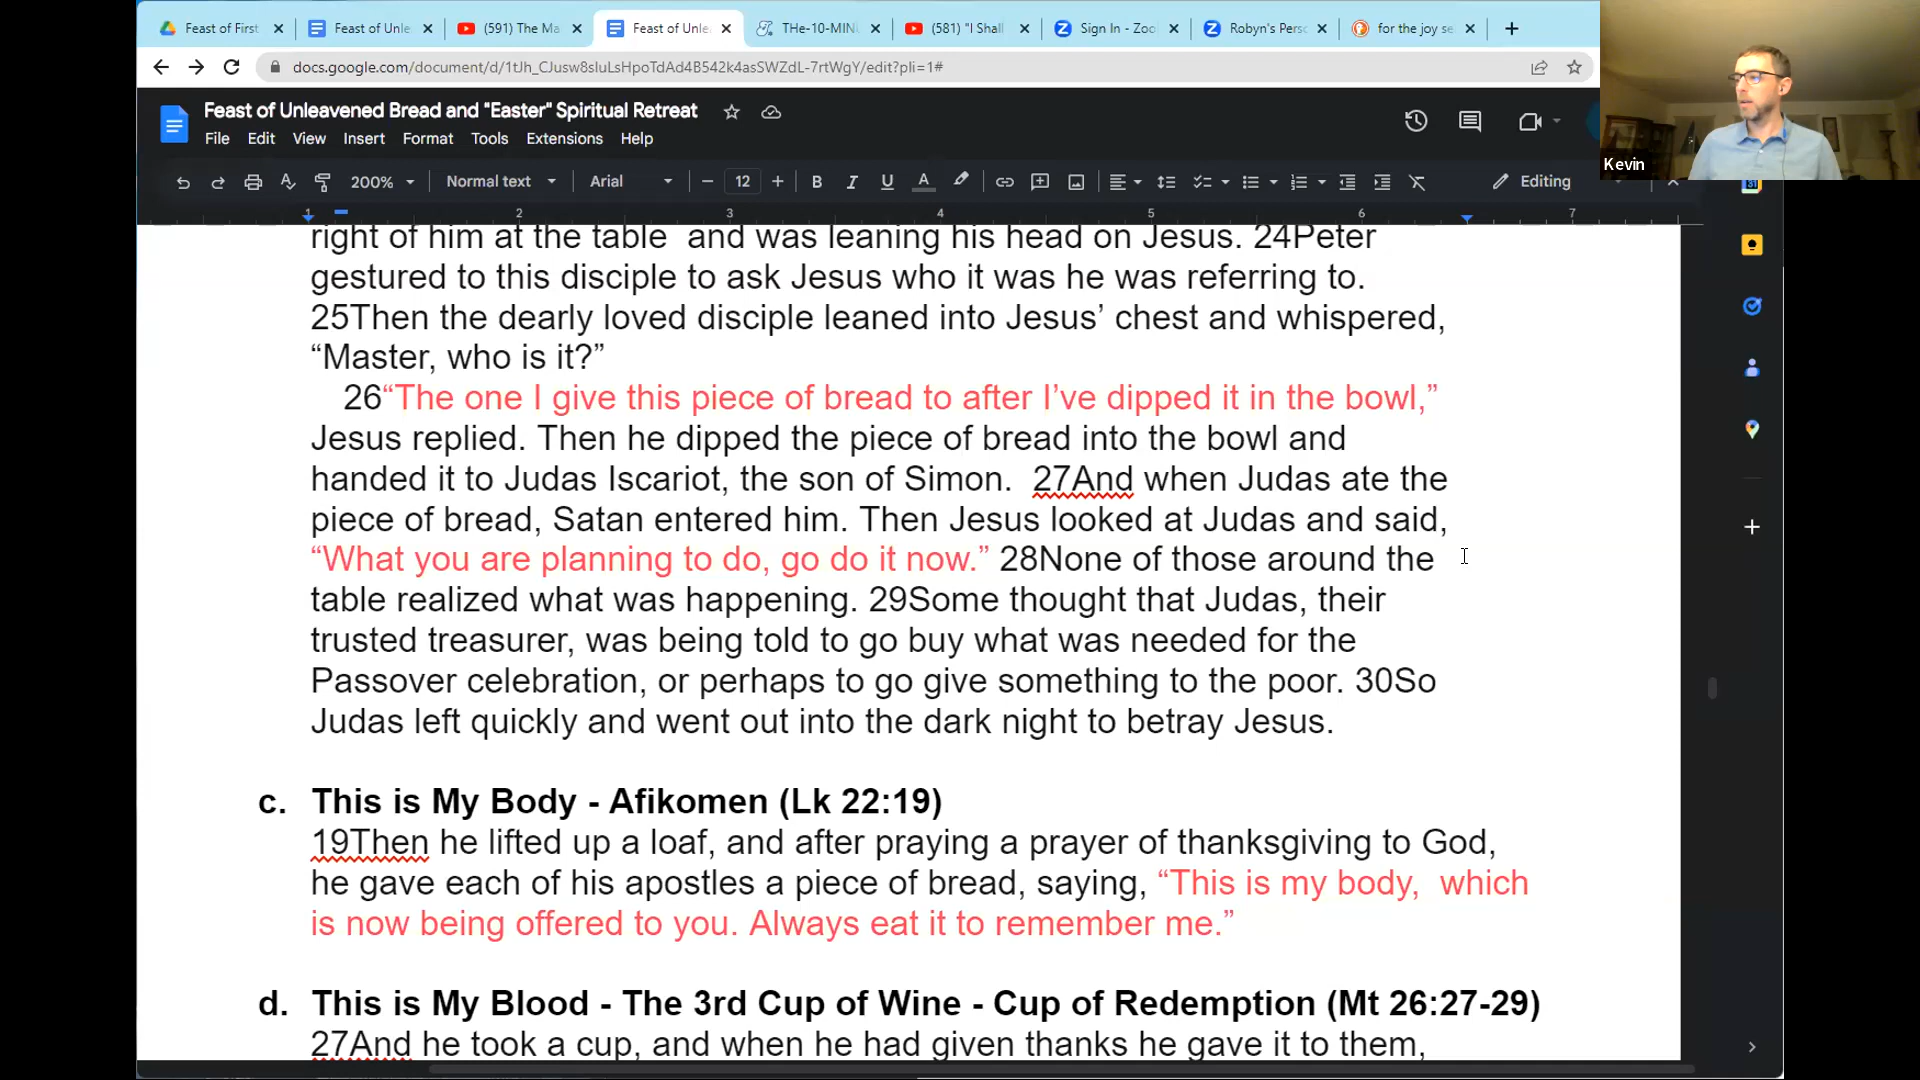 Feast of First
Feast of Unle
(591) The Ma
Feast of Unle
THe-10-MIN
(581) "I Shall
Sign In - Zoo
Robyn's Perso
for the joy se
docs.google.com/document/d/1tJh_CJusw8sluLsHpoTdAd4B542k4asSWZdL-7rtWgY/edit?pli=1#
Feast of Unleavened Bread and "Easter" Spiritual Retreat
File Edit View Insert Format Tools Extensions Help
Kevin
200% Normal text Arial 12 B I U A Editing
1 2 3 4 5 6 7
right of him at the table  and was leaning his head on Jesus. 24Peter
gestured to this disciple to ask Jesus who it was he was referring to.
25Then the dearly loved disciple leaned into Jesus’ chest and whispered,
“Master, who is it?”
26“The one I give this piece of bread to after I’ve dipped it in the bowl,”
Jesus replied. Then he dipped the piece of bread into the bowl and
handed it to Judas Iscariot, the son of Simon.  27And when Judas ate the
piece of bread, Satan entered him. Then Jesus looked at Judas and said,
“What you are planning to do, go do it now.” 28None of those around the
table realized what was happening. 29Some thought that Judas, their
trusted treasurer, was being told to go buy what was needed for the
Passover celebration, or perhaps to go give something to the poor. 30So
Judas left quickly and went out into the dark night to betray Jesus.
c. This is My Body - Afikomen (Lk 22:19)
19Then he lifted up a loaf, and after praying a prayer of thanksgiving to God,
he gave each of his apostles a piece of bread, saying, “This is my body,  which
is now being offered to you. Always eat it to remember me.”
d. This is My Blood - The 3rd Cup of Wine - Cup of Redemption (Mt 26:27-29)
27And he took a cup, and when he had given thanks he gave it to them,